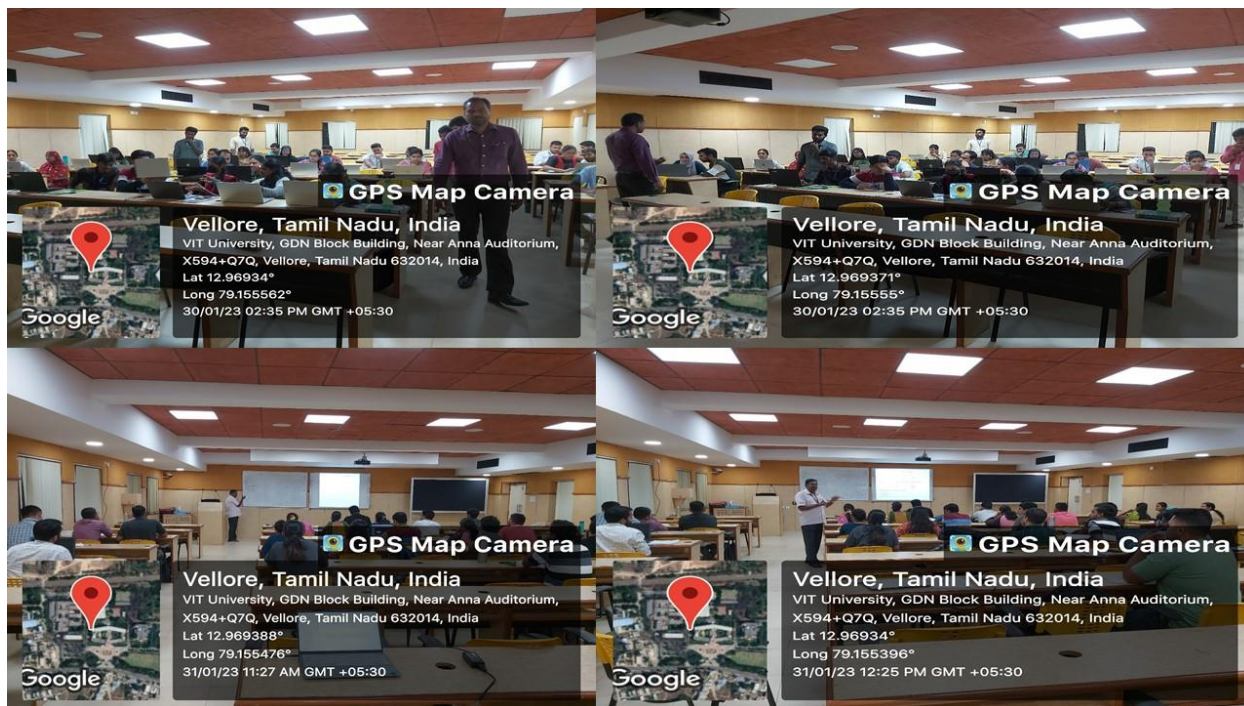 GPS Map Camera
Vellore, Tamil Nadu, India
VIT University, GDN Block Building, Near Anna Auditorium,
X594+Q7Q, Vellore, Tamil Nadu 632014, India
Lat 12.96934°
Long 79.155562°
30/01/23 02:35 PM GMT +05:30
Google
GPS Map Camera
Vellore, Tamil Nadu, India
VIT University, GDN Block Building, Near Anna Auditorium,
X594+Q7Q, Vellore, Tamil Nadu 632014, India
Lat 12.969371°
Long 79.15555°
30/01/23 02:35 PM GMT +05:30
Google
GPS Map Camera
Vellore, Tamil Nadu, India
VIT University, GDN Block Building, Near Anna Auditorium,
X594+Q7Q, Vellore, Tamil Nadu 632014, India
Lat 12.969388°
Long 79.155476°
31/01/23 11:27 AM GMT +05:30
Google
GPS Map Camera
Vellore, Tamil Nadu, India
VIT University, GDN Block Building, Near Anna Auditorium,
X594+Q7Q, Vellore, Tamil Nadu 632014, India
Lat 12.96934°
Long 79.155396°
31/01/23 12:25 PM GMT +05:30
Google